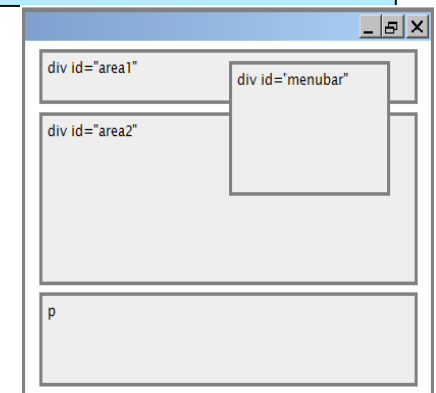 div id="area1"
div id="menubar"
div id="area2"
p